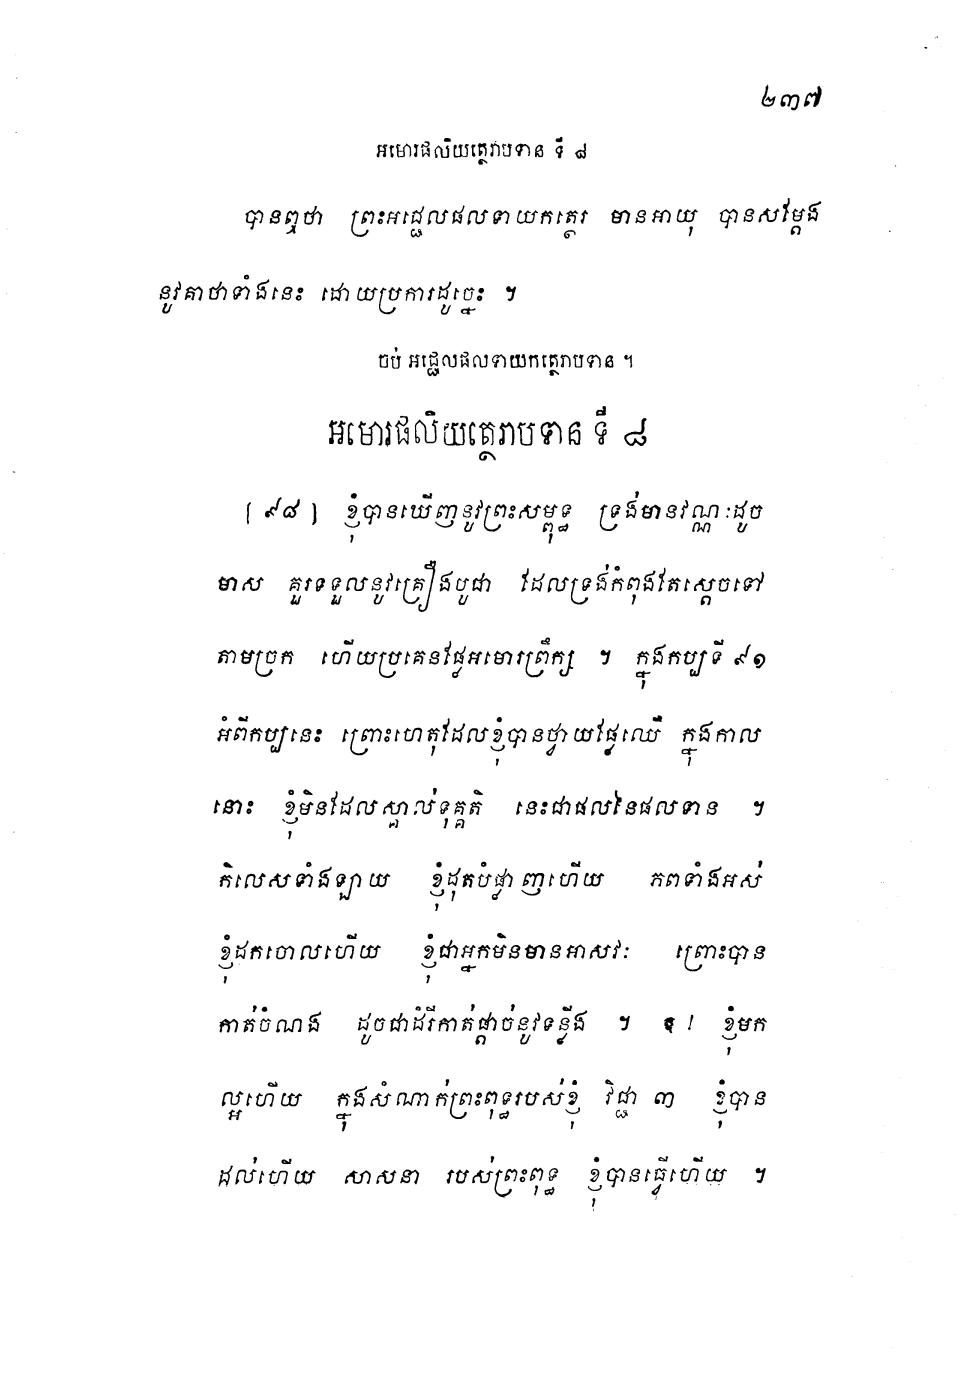 ២៣៧
អមោរផលិយត្ថេរាបទាន ទី ៨
បានឮថា ព្រះអដ្ឋេលផលទាយកត្ថេរ មានអាយុ បានសម្តែង
នូវគាថាទាំងនេះ ដោយប្រការដូច្នេះ ។
ចប់ អដ្ឋេលផលទាយកត្ថេរាបទាន ។
អមោរផលិយត្ថេរាបទាន ទី ៨
[ ៩៨ ] ខ្ញុំបានឃើញនូវព្រះសម្ពុទ្ធ ទ្រង់មានវណ្ណៈដូច
មាស គួរទទួលនូវគ្រឿងបូជា ដែលទ្រង់កំពុងតែស្តេចទៅ
តាមច្រក ហើយប្រគេនផ្លែអមោរព្រឹក្ស ។ ក្នុងកប្បទី ៩១
អំពីកប្បនេះ ព្រោះហេតុដែលខ្ញុំបានថ្វាយផ្លែឈើ ក្នុងកាល
នោះ ខ្ញុំមិនដែលស្គាល់ទុគ្គតិ នេះជាផលនៃផលទាន ។
កិលេសទាំងឡាយ ខ្ញុំដុតបំផ្លាញហើយ ភពទាំងអស់
ខ្ញុំដកចោលហើយ ខ្ញុំជាអ្នកមិនមានអាសវៈ ព្រោះបាន
កាត់ចំណង ដូចជាដំរីកាត់ផ្តាច់នូវទន្លីង ។ ឱ ! ខ្ញុំមក
ល្អហើយ ក្នុងសំណាក់ព្រះពុទ្ធរបស់ខ្ញុំ វិជ្ជា ៣ ខ្ញុំបាន
ដល់ហើយ សាសនា របស់ព្រះពុទ្ធ ខ្ញុំបានធ្វើហើយ ។